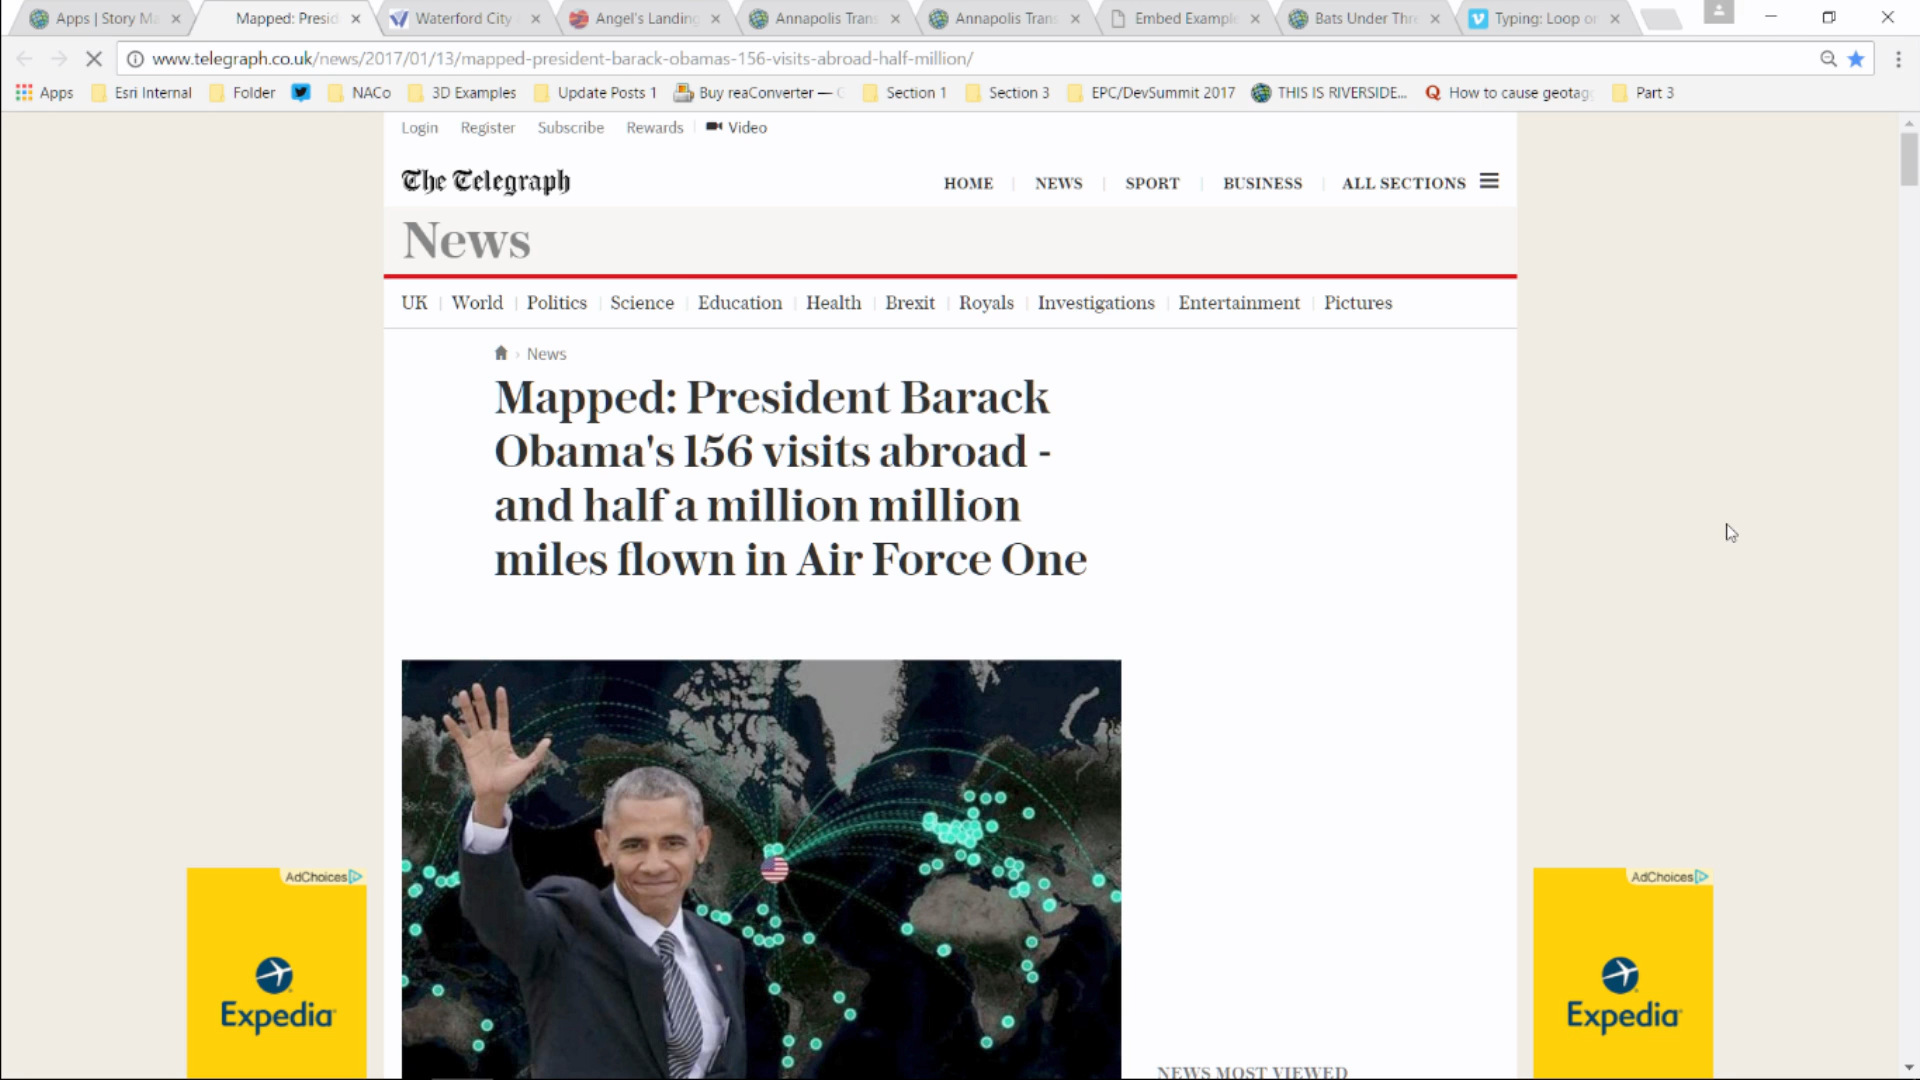 Apps | Story Ma
Mapped: Presid
Waterford City
Angel's Landing
Annapolis Tran
Annapolis Tran
Embed Example
Bats Under Thre
Typing: Loop or
www.telegraph.co.uk/news/2017/01/13/mapped-president-barack-obamas-156-visits-abroad-half-million/
Apps
Esri Internal
Folder
NACo
3D Examples
Update Posts 1
Buy reaConverter —
Section 1
Section 3
EPC/DevSummit 2017
THIS IS RIVERSIDE...
How to cause geotag
Part 3
Login
Register
Subscribe
Rewards
Video
The Telegraph
HOME
NEWS
SPORT
BUSINESS
ALL SECTIONS
News
UK
World
Politics
Science
Education
Health
Brexit
Royals
Investigations
Entertainment
Pictures
News
Mapped: President Barack
Obama's 156 visits abroad -
and half a million million
miles flown in Air Force One
AdChoices
Expedia
AdChoices
Expedia
NEWS MOST VIEWED